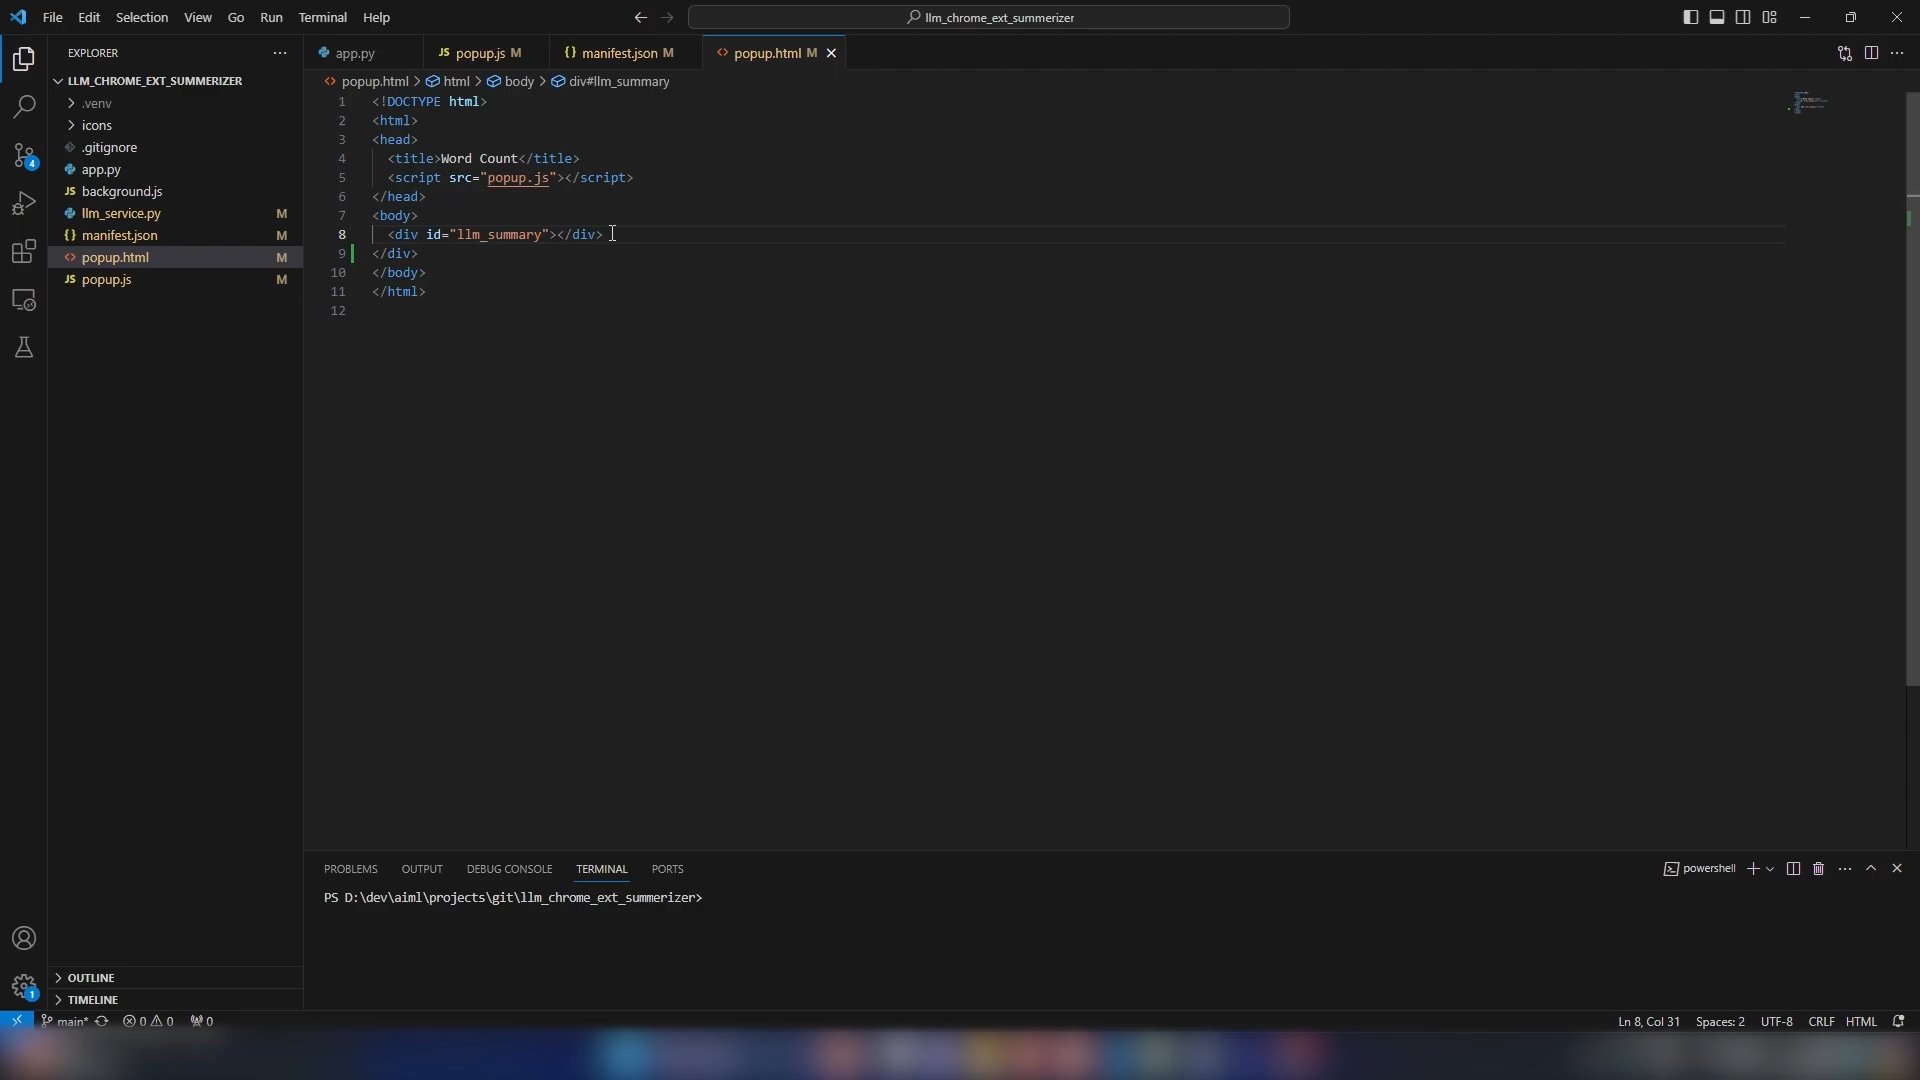 File Edit Selection View Go Run Terminal Help
llm_chrome_ext_summerizer
EXPLORER
LLM_CHROME_EXT_SUMMERIZER
.venv
icons
.gitignore
app.py
JS background.js
llm_service.py M
{} manifest.json M
<> popup.html M
JS popup.js M
OUTLINE
TIMELINE
app.py JS popup.js M {} manifest.json M <> popup.html M
<> popup.html > html > body > div#llm_summary
1 <!DOCTYPE html>
2 <html>
3 <head>
4 <title>Word Count</title>
5 <script src="popup.js"></script>
6 </head>
7 <body>
8 <div id="llm_summary"></div>
9 </div>
10 </body>
11 </html>
12
PROBLEMS OUTPUT DEBUG CONSOLE TERMINAL PORTS
powershell
PS D:\dev\aiml\projects\git\llm_chrome_ext_summerizer>
4
1
main* 0 0 0
Ln 8, Col 31 Spaces: 2 UTF-8 CRLF HTML